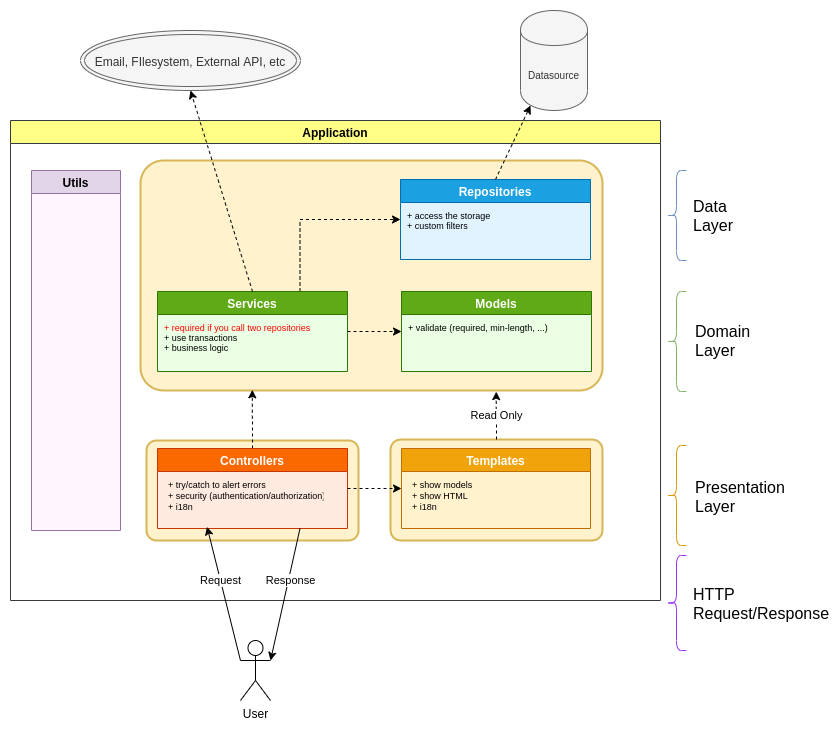 Email, FIlesystem, External API, etc
Datasource
Application
Utils
Repositories
+ access the storage
+ custom filters
Data
Layer
Services
+ required if you call two repositories
+ use transactions
+ business logic
Models
+ validate (required, min-length, ...)
Domain
Layer
Read Only
Controllers
+ try/catch to alert errors
+ security (authentication/authorization)
+ i18n
Templates
+ show models
+ show HTML
+ i18n
Presentation
Layer
Request
Response
HTTP
Request/Response
User